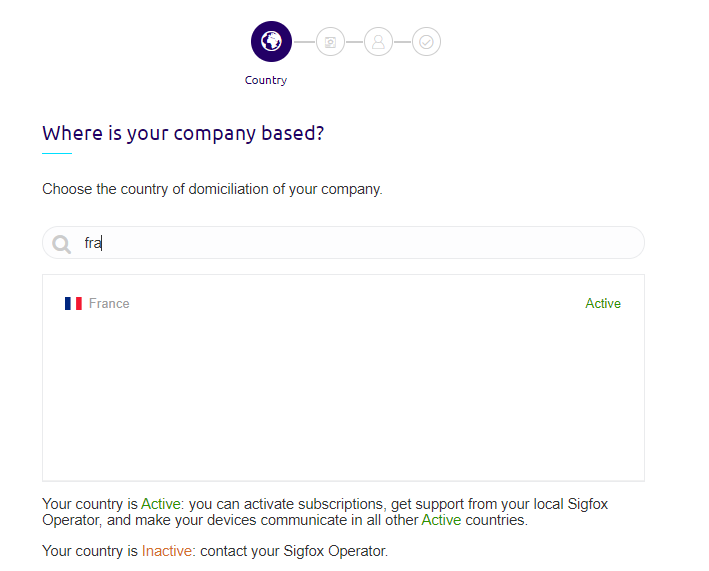 Country
Where is your company based?
Choose the country of domiciliation of your company.
fra
France Active
Your country is Active: you can activate subscriptions, get support from your local Sigfox
Operator, and make your devices communicate in all other Active countries.
Your country is Inactive: contact your Sigfox Operator.